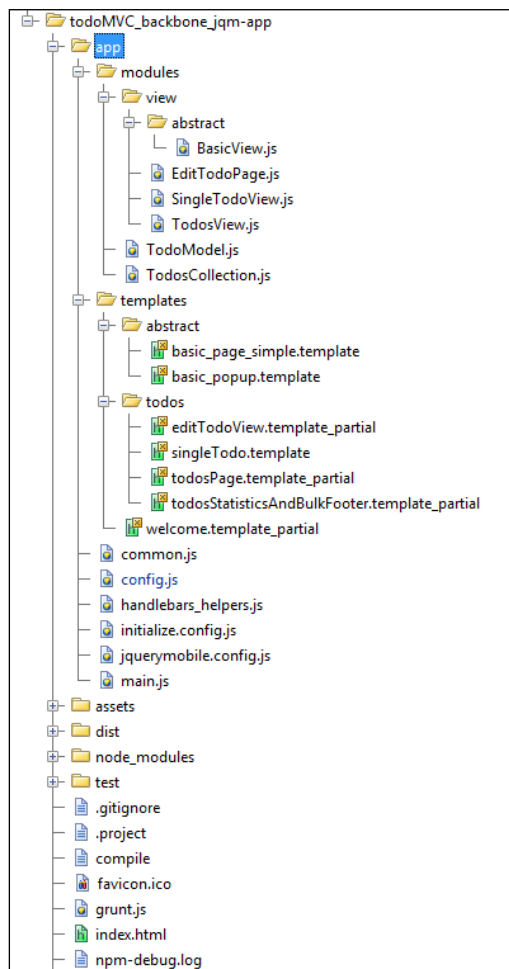 todoMVC_backbone_jqm-app
app
modules
view
abstract
BasicView.js
EditTodoPage.js
SingleTodoView.js
TodosView.js
TodoModel.js
TodosCollection.js
templates
abstract
basic_page_simple.template
basic_popup.template
todos
editTodoView.template_partial
singleTodo.template
todosPage.template_partial
todosStatisticsAndBulkFooter.template_partial
welcome.template_partial
common.js
config.js
handlebars_helpers.js
initialize.config.js
jquerymobile.config.js
main.js
assets
dist
node_modules
test
.gitignore
.project
compile
favicon.ico
grunt.js
index.html
npm-debug.log